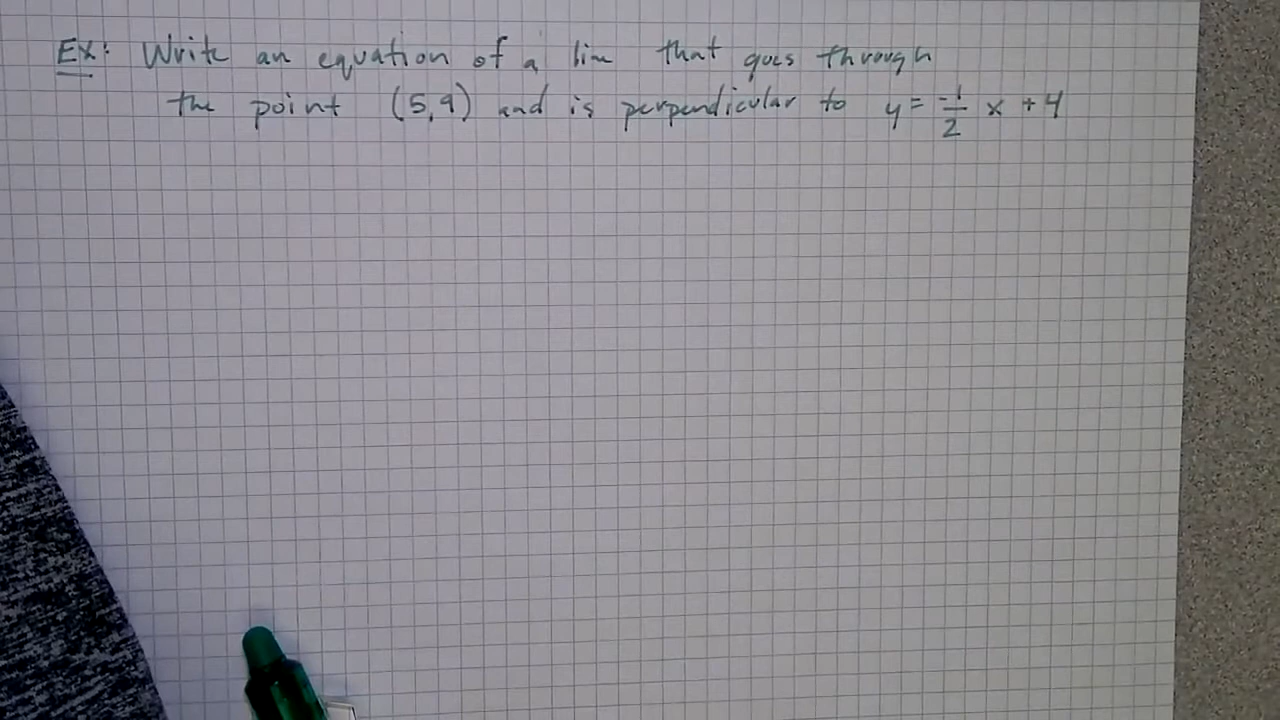 Ex: Write an equation of a line that goes through
the point (5,9) and is perpendicular to y = -1/2 x + 4